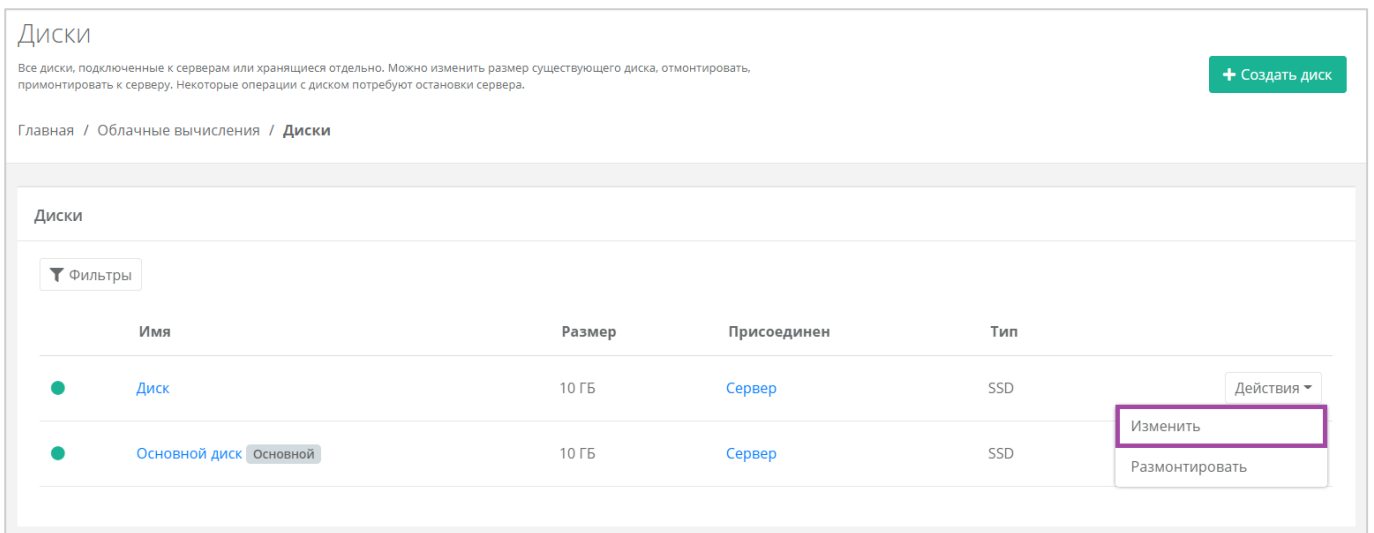 Диски
Все диски, подключенные к серверам или хранящиеся отдельно. Можно изменить размер существующего диска, отмонтировать,
примонтировать к серверу. Некоторые операции с диском потребуют остановки сервера.
+ Создать диск
Главная / Облачные вычисления / Диски
Диски
Фильтры
Имя Размер Присоединен Тип
Диск 10 ГБ Сервер SSD Действия
Изменить
Основной диск Основной 10 ГБ Сервер SSD
Размонтировать